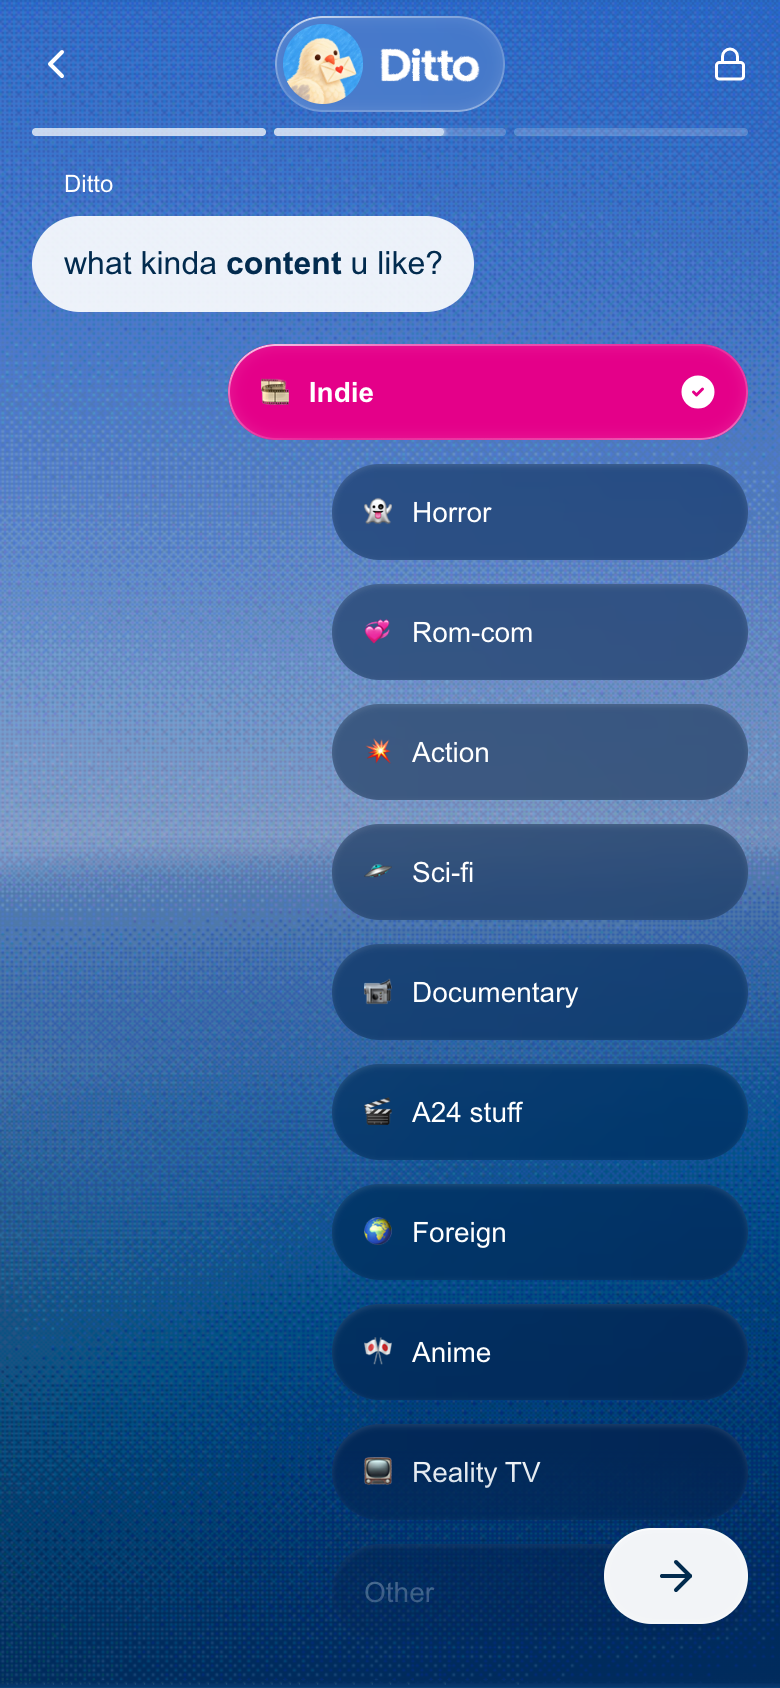 Ditto
Ditto
what kinda content u like?
Indie
Horror
Rom-com
Action
Sci-fi
Documentary
A24 stuff
Foreign
Anime
Reality TV
Other